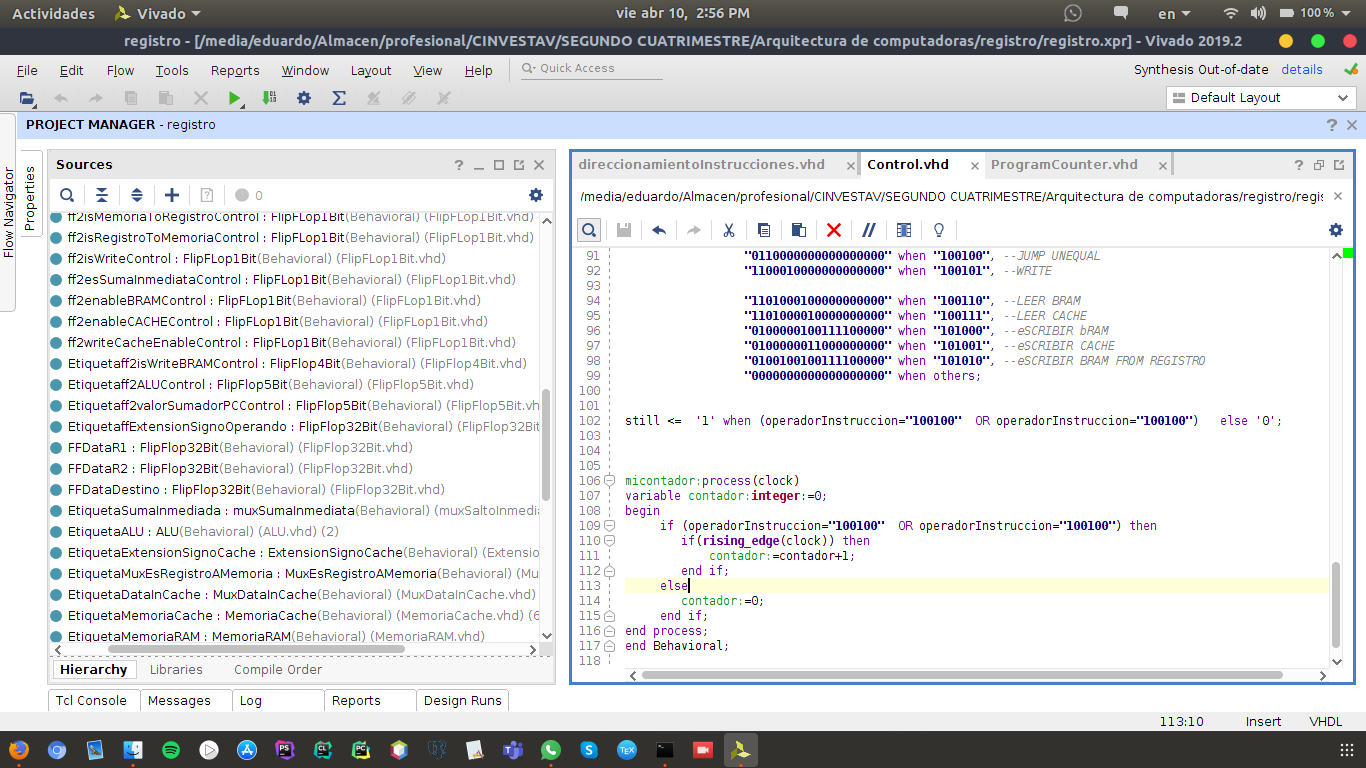 Actividades Vivado vie abr 10, 2:56 PM en 100 %
registro - [/media/eduardo/Almacen/profesional/CINVESTAV/SEGUNDO CUATRIMESTRE/Arquitectura de computadoras/registro/registro.xpr] - Vivado 2019.2
File Edit Flow Tools Reports Window Layout View Help Quick Access Synthesis Out-of-date details
Default Layout
PROJECT MANAGER - registro
Flow Navigator
Properties
Sources
0
ff2isMemoriaToRegistroControl : FlipFLop1Bit(Behavioral) (FlipFLop1Bit.vhd)
ff2isRegistroToMemoriaControl : FlipFLop1Bit(Behavioral) (FlipFLop1Bit.vhd)
ff2isWriteControl : FlipFLop1Bit(Behavioral) (FlipFLop1Bit.vhd)
ff2esSumaInmediataControl : FlipFLop1Bit(Behavioral) (FlipFLop1Bit.vhd)
ff2enableBRAMControl : FlipFLop1Bit(Behavioral) (FlipFLop1Bit.vhd)
ff2enableCACHEControl : FlipFLop1Bit(Behavioral) (FlipFLop1Bit.vhd)
ff2writeCacheEnableControl : FlipFLop1Bit(Behavioral) (FlipFLop1Bit.vhd)
Etiquetaff2isWriteBRAMControl : FlipFlop4Bit(Behavioral) (FlipFlop4Bit.vhd)
Etiquetaff2ALUControl : FlipFlop5Bit(Behavioral) (FlipFlop5Bit.vhd)
Etiquetaff2valorSumadorPCControl : FlipFlop5Bit(Behavioral) (FlipFlop5Bit.vh
EtiquetaffExtensionSignoOperando : FlipFlop32Bit(Behavioral) (FlipFlop32Bit
FFDataR1 : FlipFlop32Bit(Behavioral) (FlipFlop32Bit.vhd)
FFDataR2 : FlipFlop32Bit(Behavioral) (FlipFlop32Bit.vhd)
FFDataDestino : FlipFlop32Bit(Behavioral) (FlipFlop32Bit.vhd)
EtiquetaSumaInmediada : muxSumaInmediata(Behavioral) (muxSaltoInmedi
EtiquetaALU : ALU(Behavioral) (ALU.vhd) (2)
EtiquetaExtensionSignoCache : ExtensionSignoCache(Behavioral) (Extensio
EtiquetaMuxEsRegistroAMemoria : MuxEsRegistroAMemoria(Behavioral) (Mu
EtiquetaDataInCache : MuxDataInCache(Behavioral) (MuxDataInCache.vhd)
EtiquetaMemoriaCache : MemoriaCache(Behavioral) (MemoriaCache.vhd) (6
EtiquetaMemoriaRAM : MemoriaRAM(Behavioral) (MemoriaRAM.vhd)
Hierarchy Libraries Compile Order
Tcl Console Messages Log Reports Design Runs
direccionamientoInstrucciones.vhd Control.vhd ProgramCounter.vhd
/media/eduardo/Almacen/profesional/CINVESTAV/SEGUNDO CUATRIMESTRE/Arquitectura de computadoras/registro/regis
91 "0110000000000000000" when "100100", --JUMP UNEQUAL
92 "1100010000000000000" when "100101", --WRITE
93
94 "1101000100000000000" when "100110", --LEER BRAM
95 "1101000010000000000" when "100111", --LEER CACHE
96 "0100000100111100000" when "101000", --eSCRIBIR bRAM
97 "0100000011000000000" when "101001", --eSCRIBIR CACHE
98 "0100100100111100000" when "101010", --eSCRIBIR BRAM FROM REGISTRO
99 "0000000000000000000" when others;
100
101
102 still <= '1' when (operadorInstruccion="100100" OR operadorInstruccion="100100") else '0';
103
104
105
106 micontador:process(clock)
107 variable contador:integer:=0;
108 begin
109 if (operadorInstruccion="100100" OR operadorInstruccion="100100") then
110 if(rising_edge(clock)) then
111 contador:=contador+1;
112 end if;
113 else
114 contador:=0;
115 end if;
116 end process;
117 end Behavioral;
118
113:10 Insert VHDL